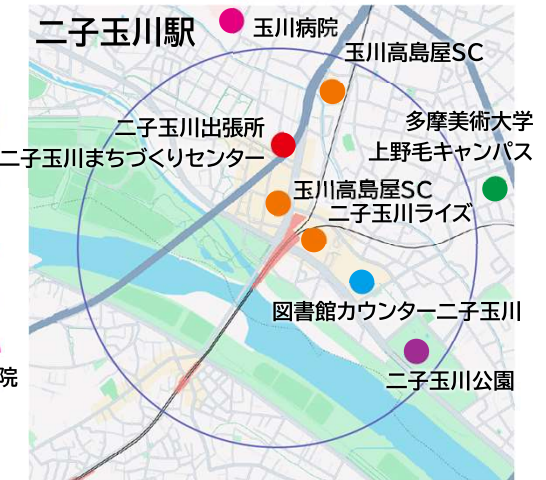 二子玉川駅
玉川病院
玉川高島屋SC
多摩美術大学
上野毛キャンパス
二子玉川出張所
二子玉川まちづくりセンター
玉川高島屋SC
二子玉川ライズ
図書館カウンター二子玉川
二子玉川公園
院